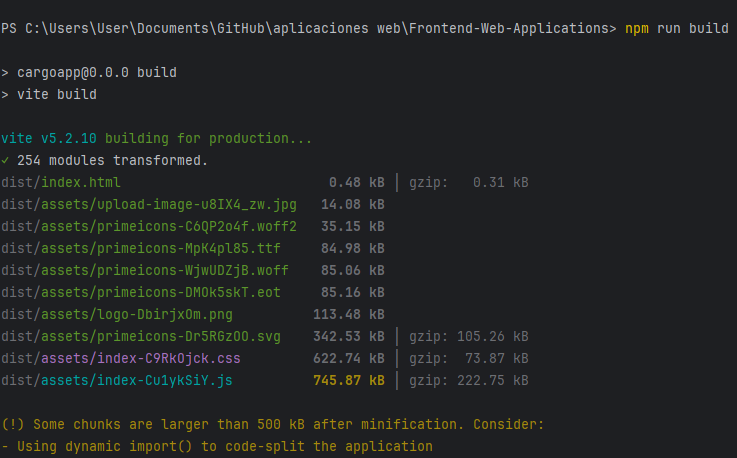 PS C:\Users\User\Documents\GitHub\aplicaciones web\Frontend-Web-Applications> npm run build
> cargoapp@0.0.0 build
> vite build
vite v5.2.10 building for production...
✓ 254 modules transformed.
dist/index.html 0.48 kB │ gzip: 0.31 kB
dist/assets/upload-image-u8IX4_zw.jpg 14.08 kB
dist/assets/primeicons-C6QP2o4f.woff2 35.15 kB
dist/assets/primeicons-MpK4pl85.ttf 84.98 kB
dist/assets/primeicons-WjwUDZjB.woff 85.06 kB
dist/assets/primeicons-DMOk5skT.eot 85.16 kB
dist/assets/logo-DbirjxOm.png 113.48 kB
dist/assets/primeicons-Dr5RGzOO.svg 342.53 kB │ gzip: 105.26 kB
dist/assets/index-C9RkOjck.css 622.74 kB │ gzip: 73.87 kB
dist/assets/index-Cu1ykSiY.js 745.87 kB │ gzip: 222.75 kB
(!) Some chunks are larger than 500 kB after minification. Consider:
- Using dynamic import() to code-split the application